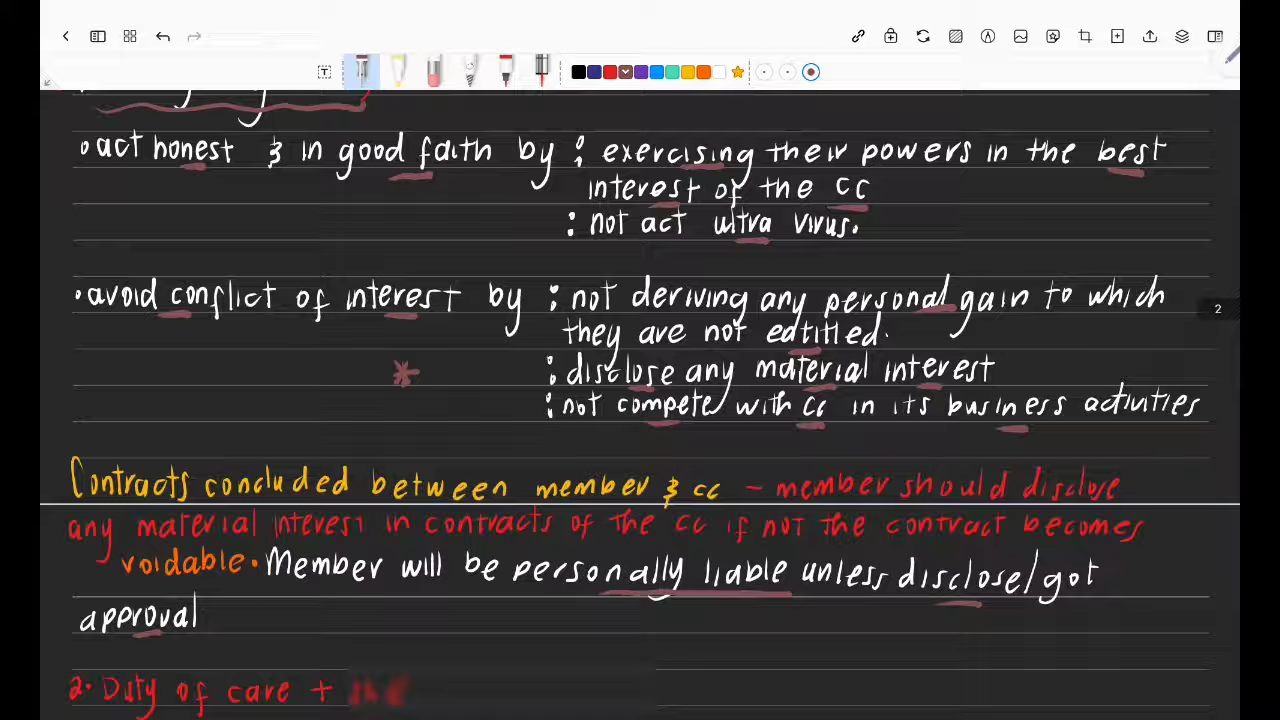 • act honest & in good faith by : exercising their powers in the best
interest of the CC
: not act ultra virus.
• avoid conflict of interest by : not deriving any personal gain to which
they are not edtitled.
: disclose any material interest
: not compete with CC in its business activities
2
Contracts concluded between member & cc – member should disclose
any material interest in contracts of the CC if not the contract becomes
voidable. Member will be personally liable unless disclose/got
approval
2. Duty of care +